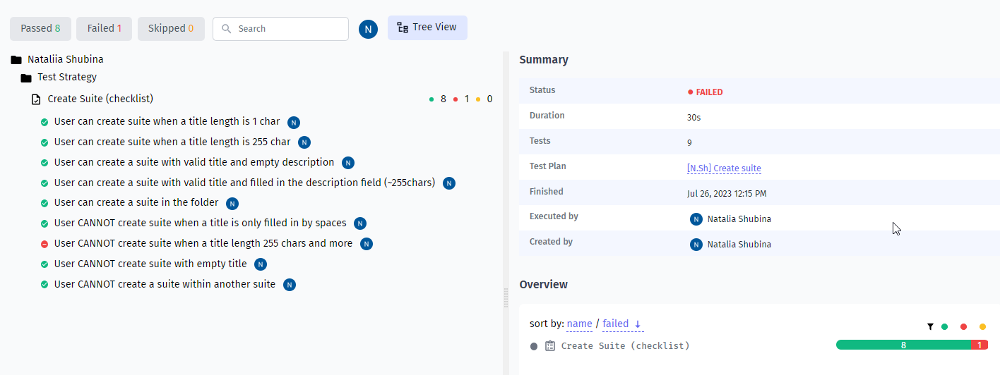 Passed 8 Failed 1 Skipped 0 Search N Tree View
Nataliia Shubina
Test Strategy
Create Suite (checklist) 8 1 0
User can create suite when a title length is 1 char N
User can create suite when a title length is 255 char N
User can create a suite with valid title and empty description N
User can create a suite with valid title and filled in the description field (~255chars) N
User can create a suite in the folder N
User CANNOT create suite when a title is only filled in by spaces N
User CANNOT create suite when a title length 255 chars and more N
User CANNOT create suite with empty title N
User CANNOT create a suite within another suite N
Summary
Status FAILED
Duration 30s
Tests 9
Test Plan [N.Sh] Create suite
Finished Jul 26, 2023 12:15 PM
Executed by N Natalia Shubina
Created by N Natalia Shubina
Overview
sort by: name / failed ↓
Create Suite (checklist) 8 1